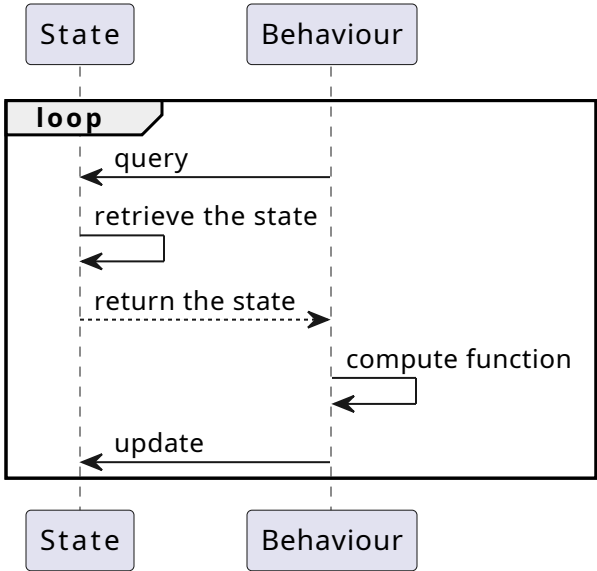 State Behaviour
loop
query
retrieve the state
return the state
compute function
update
State Behaviour